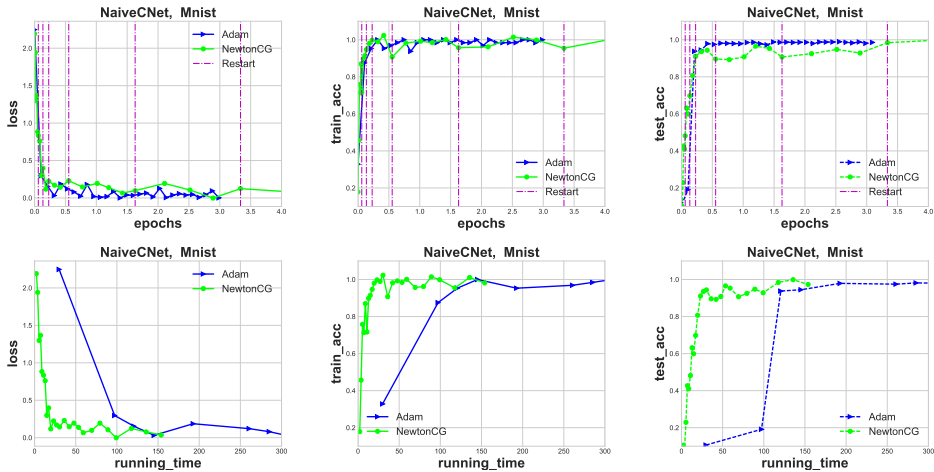 NaiveCNet, Mnist
loss
2.0
1.5
1.0
0.5
0.0
Adam
NewtonCG
Restart
0.0 0.5 1.0 1.5 2.0 2.5 3.0 3.5 4.0
epochs
NaiveCNet, Mnist
train_acc
1.0
0.8
0.6
0.4
0.2
Adam
NewtonCG
Restart
0.0 0.5 1.0 1.5 2.0 2.5 3.0 3.5 4.0
epochs
NaiveCNet, Mnist
test_acc
1.0
0.8
0.6
0.4
0.2
Adam
NewtonCG
Restart
0.0 0.5 1.0 1.5 2.0 2.5 3.0 3.5 4.0
epochs
NaiveCNet, Mnist
loss
2.0
1.5
1.0
0.5
0.0
Adam
NewtonCG
0 50 100 150 200 250 300
running_time
NaiveCNet, Mnist
train_acc
1.0
0.8
0.6
0.4
0.2
Adam
NewtonCG
0 50 100 150 200 250 300
running_time
NaiveCNet, Mnist
test_acc
1.0
0.8
0.6
0.4
0.2
Adam
NewtonCG
0 50 100 150 200 250 300
running_time